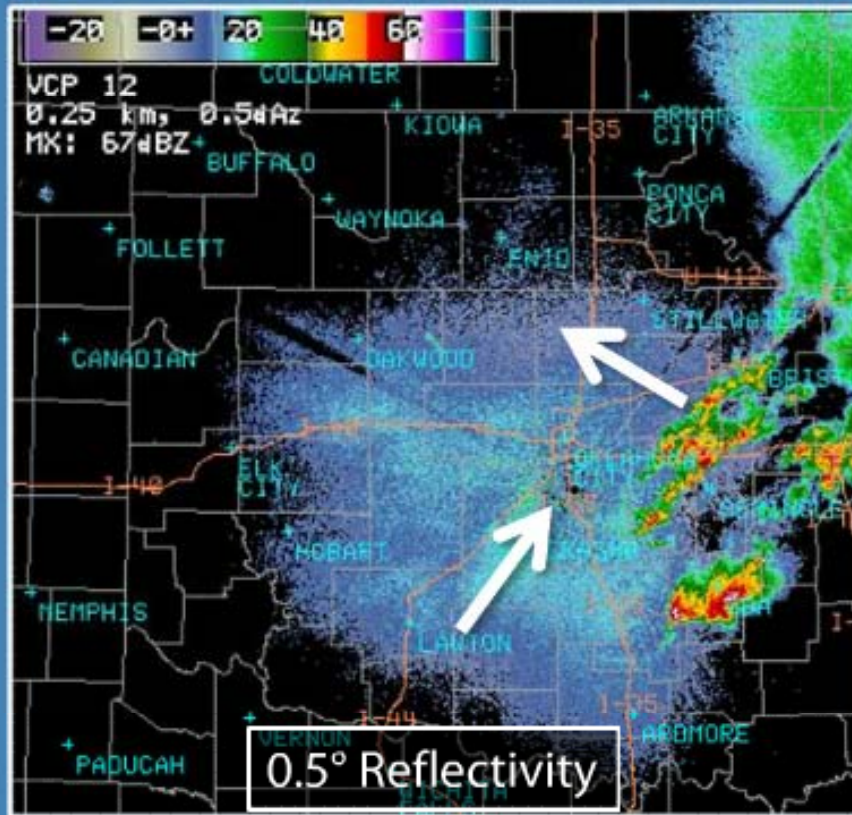 -20 -0+ 20 40 60
COLDWATER
VCP 12
0.25 km, 0.5dAz
MX: 67dBZ
KIOWA
I-35
BUFFALO
PONCA
CITY
WAYNOKA
FOLLETT
ENID
U-412
STILLWATER
CANADIAN
OAKWOOD
ELK
CITY
I-40
HOBART
MEMPHIS
LAWTON
I-35
I-44
VERNON
ARDMORE
PADUCAH
0.5° Reflectivity